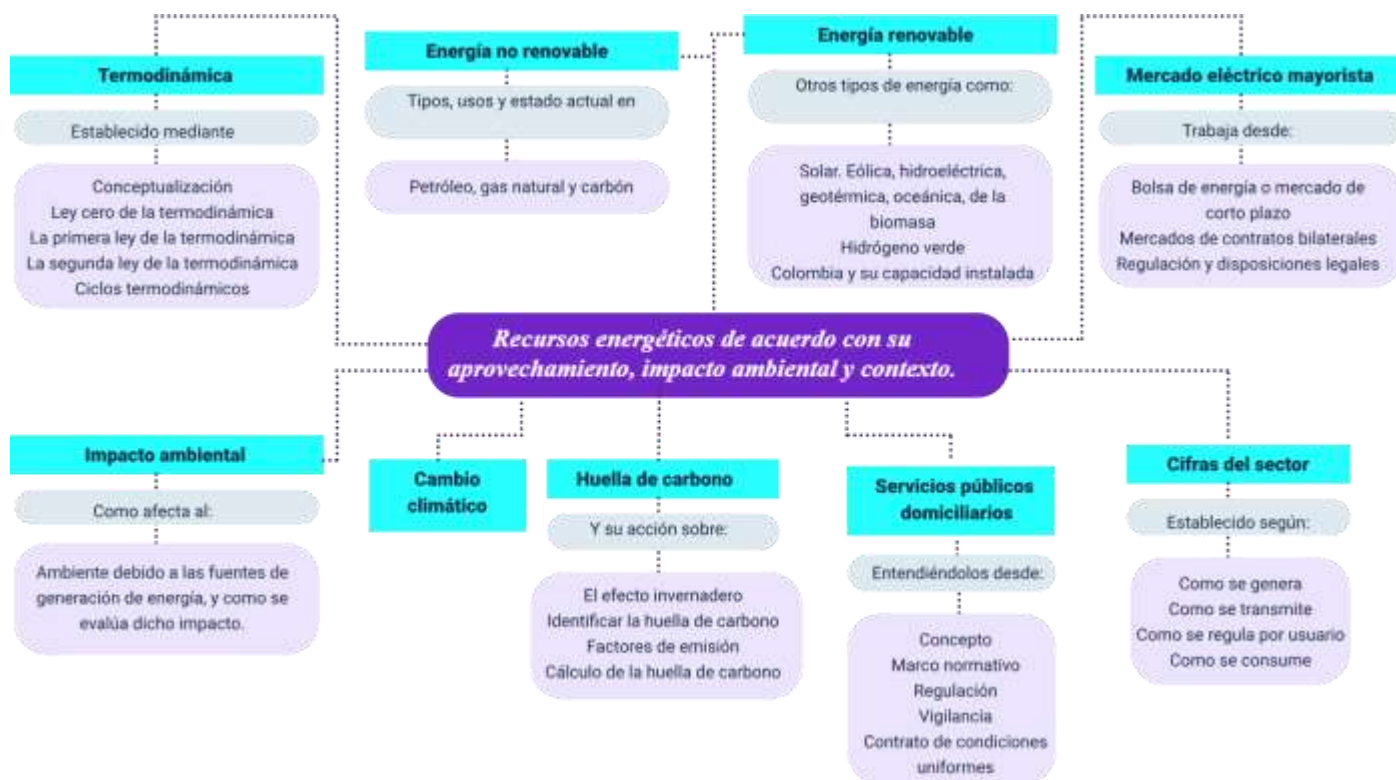 Termodinámica
Establecido mediante
Conceptualización
Ley cero de la termodinámica
La primera ley de la termodinámica
La segunda ley de la termodinámica
Ciclos termodinámicos
Energía no renovable
Tipos, usos y estado actual en
Petróleo, gas natural y carbón
Energía renovable
Otros tipos de energía como:
Solar. Eólica, hidroeléctrica,
geotérmica, oceánica, de la
biomasa
Hidrógeno verde
Colombia y su capacidad instalada
Mercado eléctrico mayorista
Trabaja desde:
Bolsa de energía o mercado de
corto plazo
Mercados de contratos bilaterales
Regulación y disposiciones legales
Recursos energéticos de acuerdo con su
aprovechamiento, impacto ambiental y contexto.
Impacto ambiental
Como afecta al:
Ambiente debido a las fuentes de
generación de energía, y como se
evalúa dicho impacto.
Cambio
climático
Huella de carbono
Y su acción sobre:
El efecto invernadero
Identificar la huella de carbono
Factores de emisión
Cálculo de la huella de carbono
Servicios públicos
domiciliarios
Entendiéndolos desde:
Concepto
Marco normativo
Regulación
Vigilancia
Contrato de condiciones
uniformes
Cifras del sector
Establecido según:
Como se genera
Como se transmite
Como se regula por usuario
Como se consume